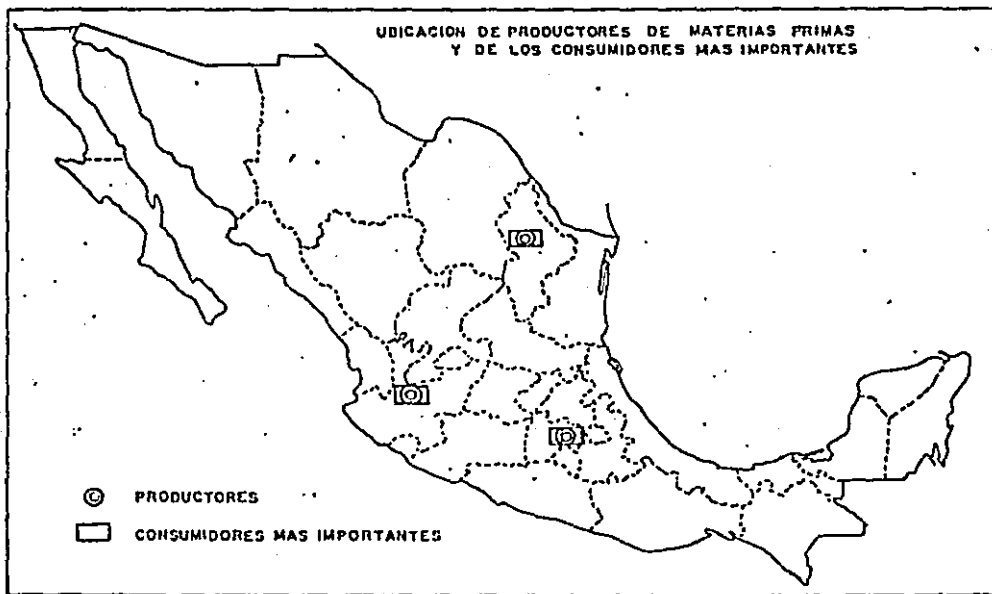 UBICACION DE PRODUCTORES DE MATERIAS PRIMAS
Y DE LOS CONSUMIDORES MAS IMPORTANTES
PRODUCTORES
CONSUMIDORES MAS IMPORTANTES